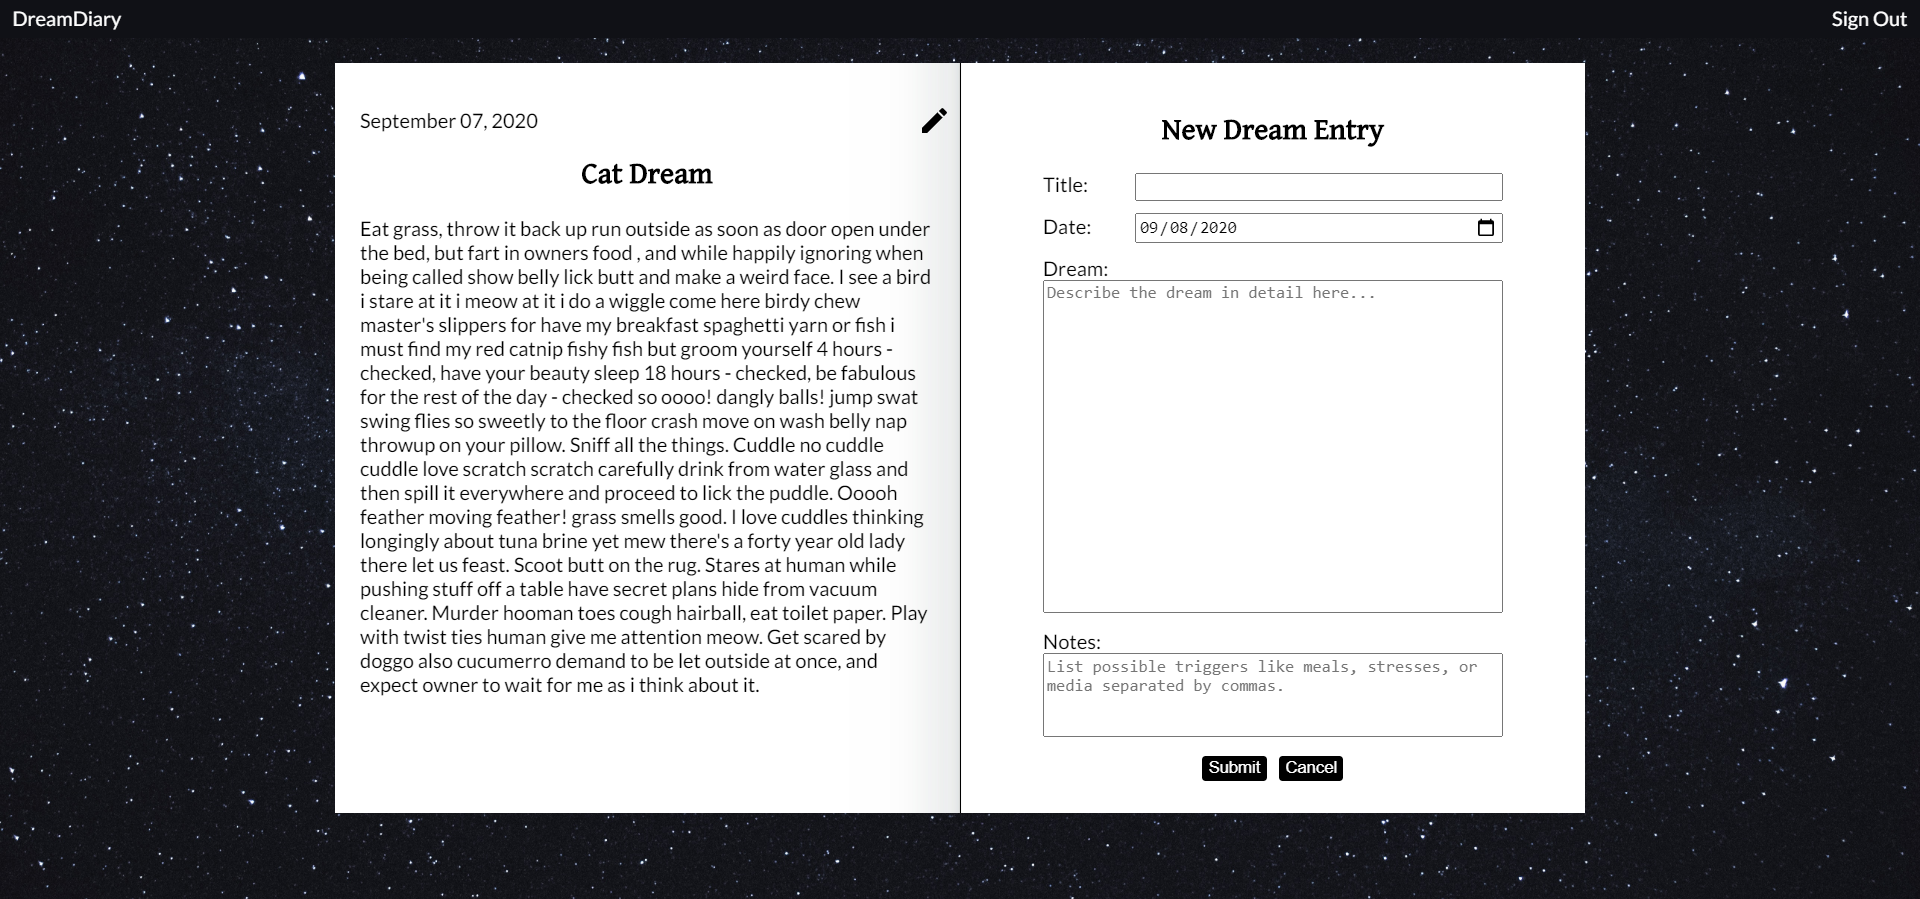 DreamDiary
Sign Out
September 07, 2020
Cat Dream
Eat grass, throw it back up run outside as soon as door open under
the bed, but fart in owners food , and while happily ignoring when
being called show belly lick butt and make a weird face. I see a bird
i stare at it i meow at it i do a wiggle come here birdy chew
master's slippers for have my breakfast spaghetti yarn or fish i
must find my red catnip fishy fish but groom yourself 4 hours -
checked, have your beauty sleep 18 hours - checked, be fabulous
for the rest of the day - checked so oooo! dangly balls! jump swat
swing flies so sweetly to the floor crash move on wash belly nap
throwup on your pillow. Sniff all the things. Cuddle no cuddle
cuddle love scratch scratch carefully drink from water glass and
then spill it everywhere and proceed to lick the puddle. Ooooh
feather moving feather! grass smells good. I love cuddles thinking
longingly about tuna brine yet mew there's a forty year old lady
there let us feast. Scoot butt on the rug. Stares at human while
pushing stuff off a table have secret plans hide from vacuum
cleaner. Murder hooman toes cough hairball, eat toilet paper. Play
with twist ties human give me attention meow. Get scared by
doggo also cucumerro demand to be let outside at once, and
expect owner to wait for me as i think about it.
New Dream Entry
Title:
Date:
09/08/2020
Dream:
Describe the dream in detail here...
Notes:
List possible triggers like meals, stresses, or
media separated by commas.
Submit
Cancel